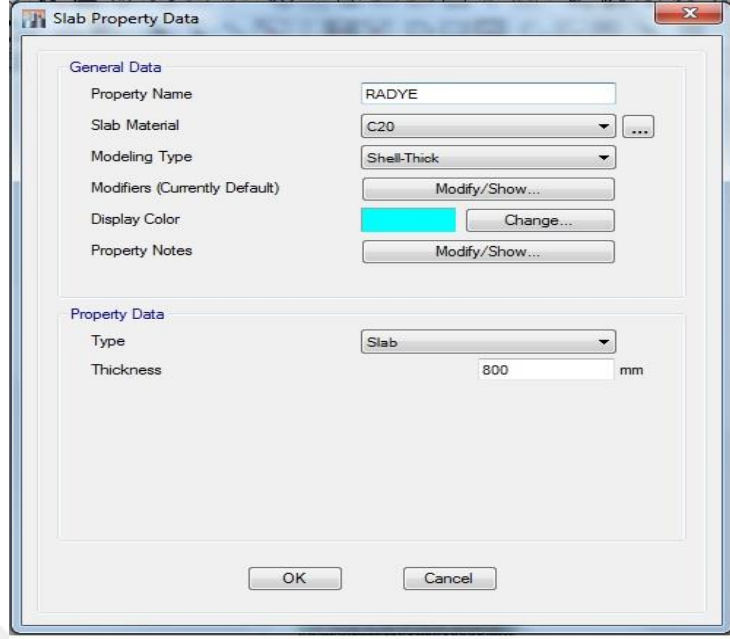 Slab Property Data
General Data
Property Name RADYE
Slab Material C20 ...
Modeling Type Shell-Thick
Modifiers (Currently Default) Modify/Show...
Display Color Change...
Property Notes Modify/Show...
Property Data
Type Slab
Thickness 800 mm
OK Cancel